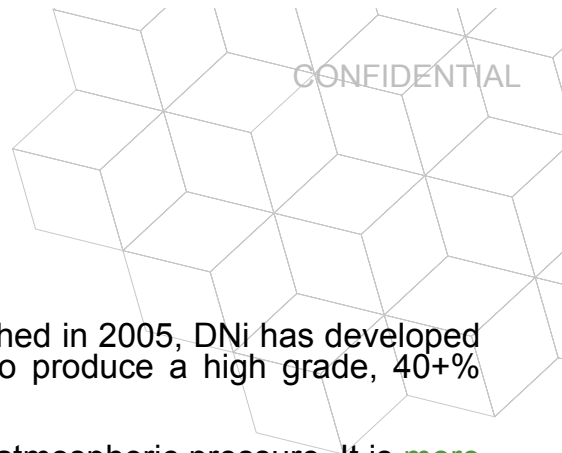 CONFIDENTIAL
hed in 2005, DNi has developed
o produce a high grade, 40+%
atmospheric pressure. It is more